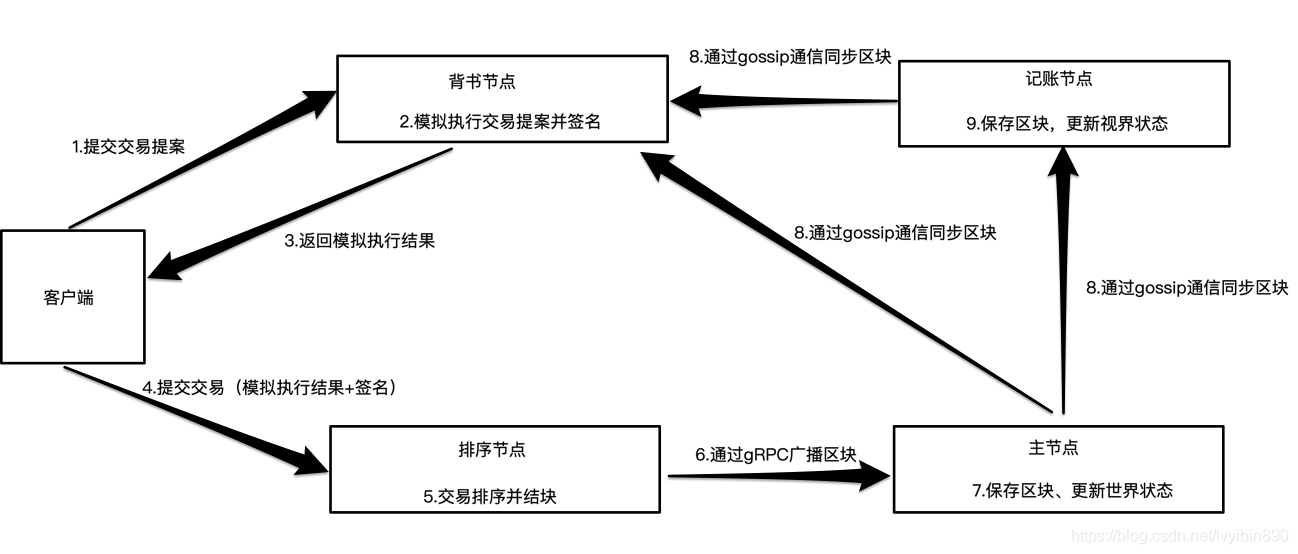 8.通过gossip通信同步区块
背书节点
记账节点
2.模拟执行交易提案并签名
9.保存区块，更新视界状态
1.提交交易提案
3.返回模拟执行结果
8.通过gossip通信同步区块
客户端
8.通过gossip通信同步区块
4.提交交易（模拟执行结果+签名）
排序节点
6.通过gRPC广播区块
主节点
5.交易排序并结块
7.保存区块、更新世界状态
https://blog.csdn.net/lvyibin890